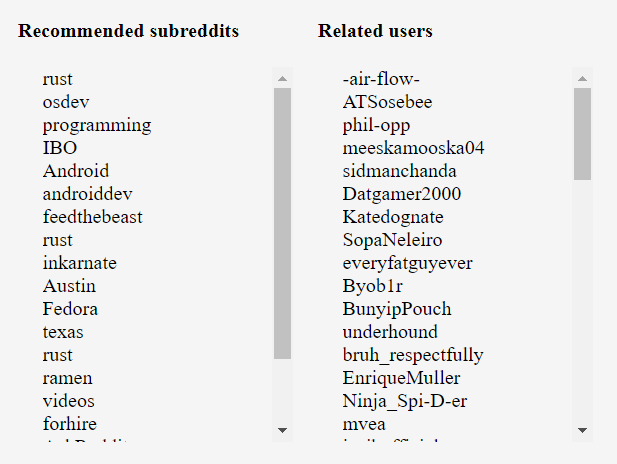 Recommended subreddits
rust
osdev
programming
IBO
Android
androiddev
feedthebeast
rust
inkarnate
Austin
Fedora
texas
rust
ramen
videos
forhire
Related users
-air-flow-
ATSosebee
phil-opp
meeskamooska04
sidmanchanda
Datgamer2000
Katedognate
SopaNeleiro
everyfatguyever
Byob1r
BunyipPouch
underhound
bruh_respectfully
EnriqueMuller
Ninja_Spi-D-er
mvea